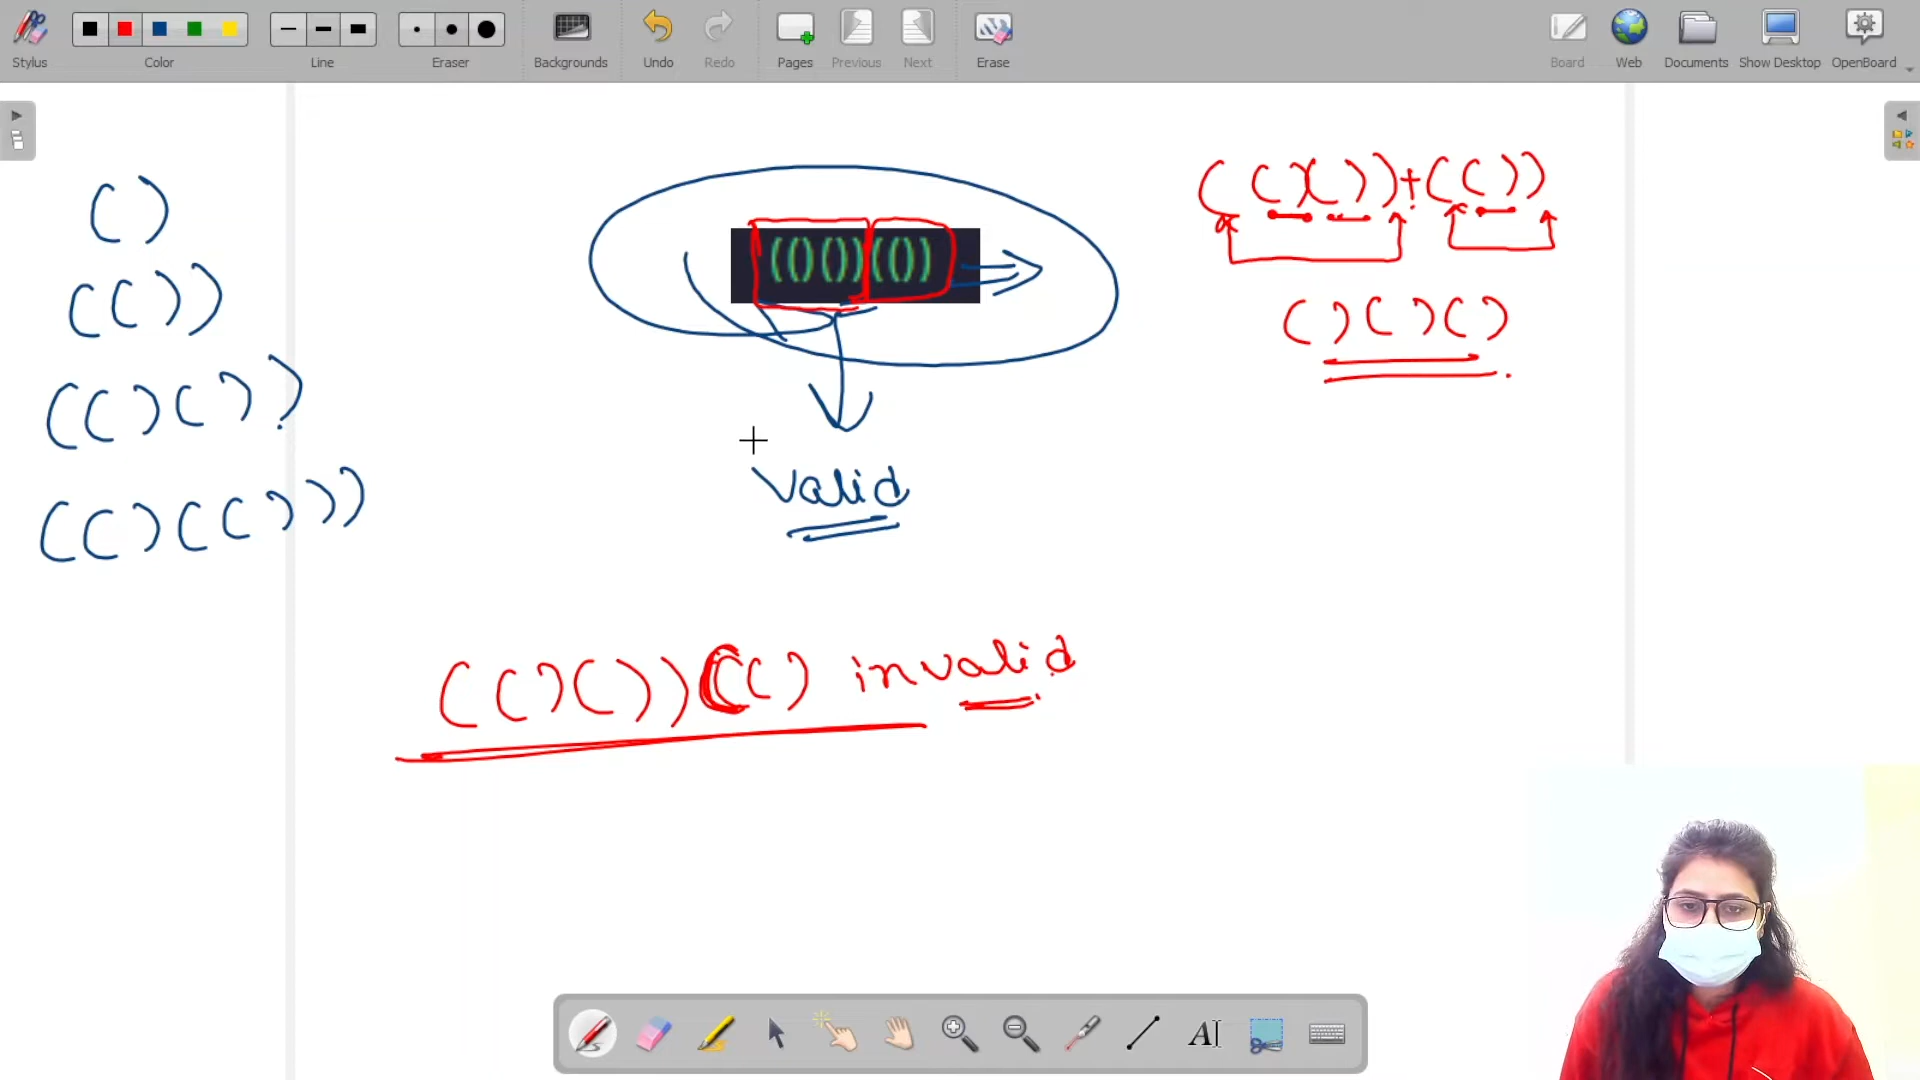 Stylus Color Line Eraser Backgrounds Undo Redo Pages Previous Next Erase Board Web Documents Show Desktop OpenBoard
()
(())
(()())
(()(()))
(()())(())
valid
(()())+(())
()()()
(()())(() invalid